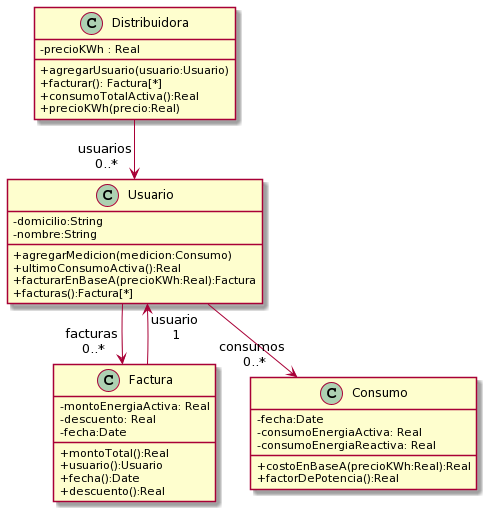 C Distribuidora
-precioKWh : Real
+agregarUsuario(usuario:Usuario)
+facturar(): Factura[*]
+consumoTotalActiva():Real
+precioKWh(precio:Real)
usuarios
0..*
C Usuario
-domicilio:String
-nombre:String
+agregarMedicion(medicion:Consumo)
+ultimoConsumoActiva():Real
+facturarEnBaseA(precioKWh:Real):Factura
+facturas():Factura[*]
facturas
0..*
usuario
1
consumos
0..*
C Factura
-montoEnergiaActiva: Real
-descuento: Real
-fecha:Date
+montoTotal():Real
+usuario():Usuario
+fecha():Date
+descuento():Real
C Consumo
-fecha:Date
-consumoEnergiaActiva: Real
-consumoEnergiaReactiva: Real
+costoEnBaseA(precioKWh:Real):Real
+factorDePotencia():Real